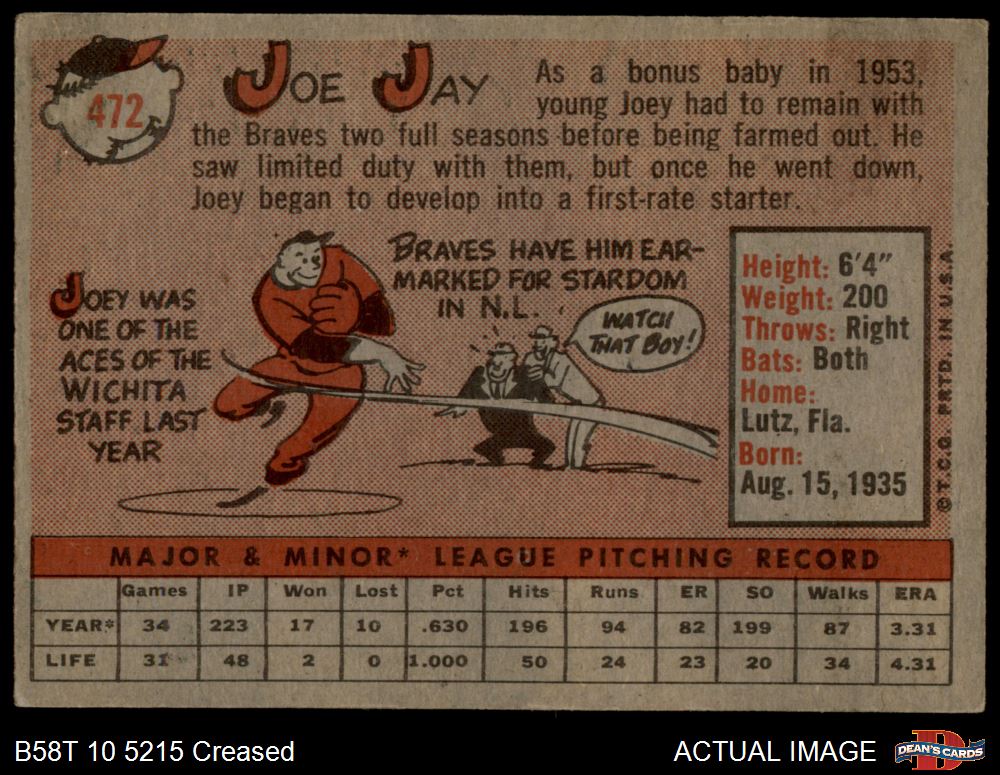 472
JOE JAY
As a bonus baby in 1953,
young Joey had to remain with
the Braves two full seasons before being farmed out. He
saw limited duty with them, but once he went down,
Joey began to develop into a first-rate starter.
JOEY WAS
ONE OF THE
ACES OF THE
WICHITA
STAFF LAST
YEAR
BRAVES HAVE HIM EAR-
MARKED FOR STARDOM
IN N.L.
WATCH
THAT BOY!
Height: 6'4"
Weight: 200
Throws: Right
Bats: Both
Home:
Lutz, Fla.
Born:
Aug. 15, 1935
© T.C.G. PRTD. IN U.S.A.
MAJOR & MINOR* LEAGUE PITCHING RECORD
Games IP Won Lost Pct Hits Runs ER SO Walks ERA
YEAR* 34 223 17 10 .630 196 94 82 199 87 3.31
LIFE 31 48 2 0 1.000 50 24 23 20 34 4.31
B58T 10 5215 Creased
ACTUAL IMAGE
DEAN'S CARDS